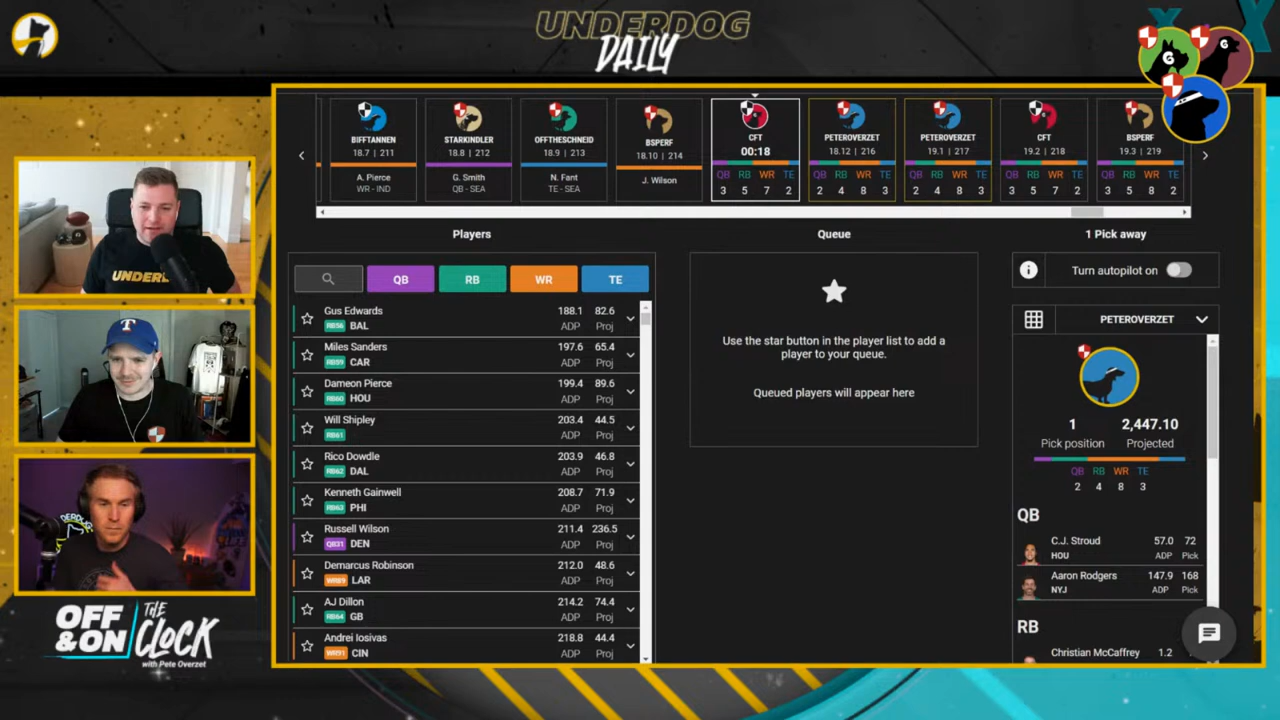 UNDERDOG
DAILY
BIFFTANNEN
18.7 | 211
A. Pierce
WR - IND
STARKINDLER
18.8 | 212
G. Smith
QB - SEA
OFFTHESCHNEID
18.9 | 213
N. Fant
TE - SEA
BSPERF
18.10 | 214
J. Wilson
CFT
00:18
QB RB WR TE
3 5 7 2
PETEROVERZET
18.12 | 216
QB RB WR TE
2 4 8 3
PETEROVERZET
19.1 | 217
QB RB WR TE
2 4 8 3
CFT
19.2 | 218
QB RB WR TE
3 5 7 2
BSPERF
19.3 | 219
QB RB WR TE
3 5 8 2
Players
Queue
1 Pick away
QB
RB
WR
TE
Gus Edwards 188.1 82.6
RB56 BAL ADP Proj
Miles Sanders 197.6 65.4
RB59 CAR ADP Proj
Dameon Pierce 199.4 89.6
RB60 HOU ADP Proj
Will Shipley 203.4 44.5
RB61 ADP Proj
Rico Dowdle 203.9 46.8
RB62 DAL ADP Proj
Kenneth Gainwell 208.7 71.9
RB63 PHI ADP Proj
Russell Wilson 211.4 236.5
QB31 DEN ADP Proj
Demarcus Robinson 212.0 48.6
WR89 LAR ADP Proj
AJ Dillon 214.2 74.4
RB64 GB ADP Proj
Andrei Iosivas 218.8 44.4
WR91 CIN ADP Proj
Use the star button in the player list to add a
player to your queue.
Queued players will appear here
Turn autopilot on
PETEROVERZET
1 2,447.10
Pick position Projected
QB RB WR TE
2 4 8 3
QB
C.J. Stroud 57.0 72
HOU ADP Pick
Aaron Rodgers 147.9 168
NYJ ADP Pick
RB
Christian McCaffrey 1.2
UNDER
T
G
G
OFF
&ON
THE
CLOCK
with Pete Overzet